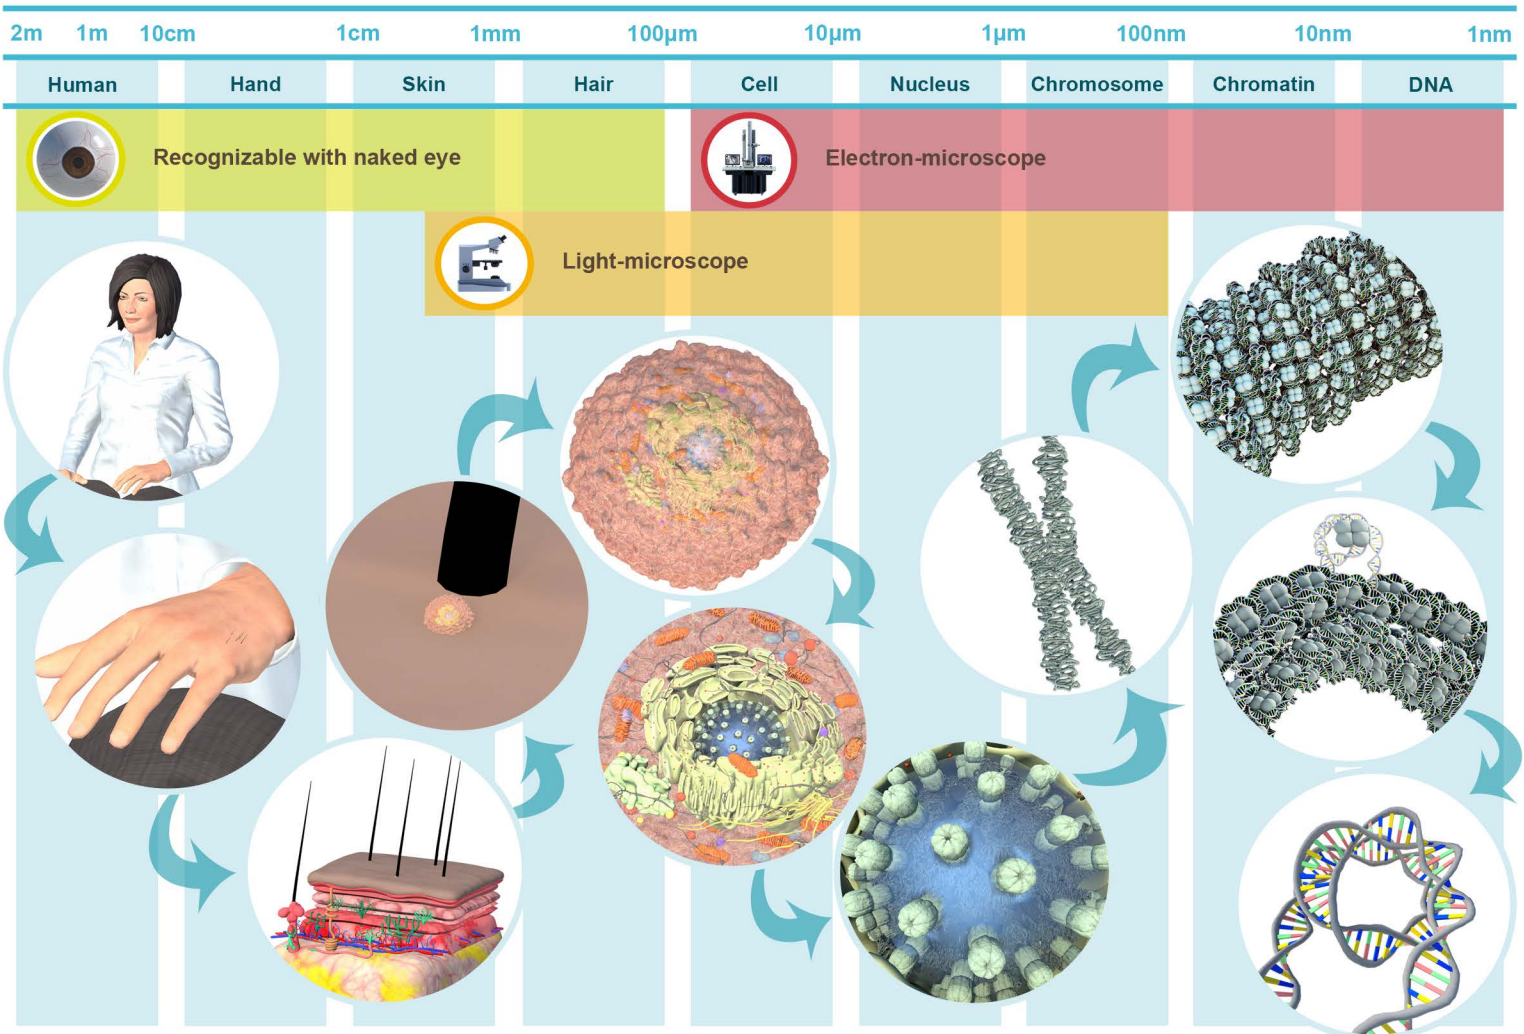 2m 1m 10cm 1cm 1mm 100µm 10µm 1µm 100nm 10nm 1nm
Human Hand Skin Hair Cell Nucleus Chromosome Chromatin DNA
Recognizable with naked eye
Electron-microscope
Light-microscope